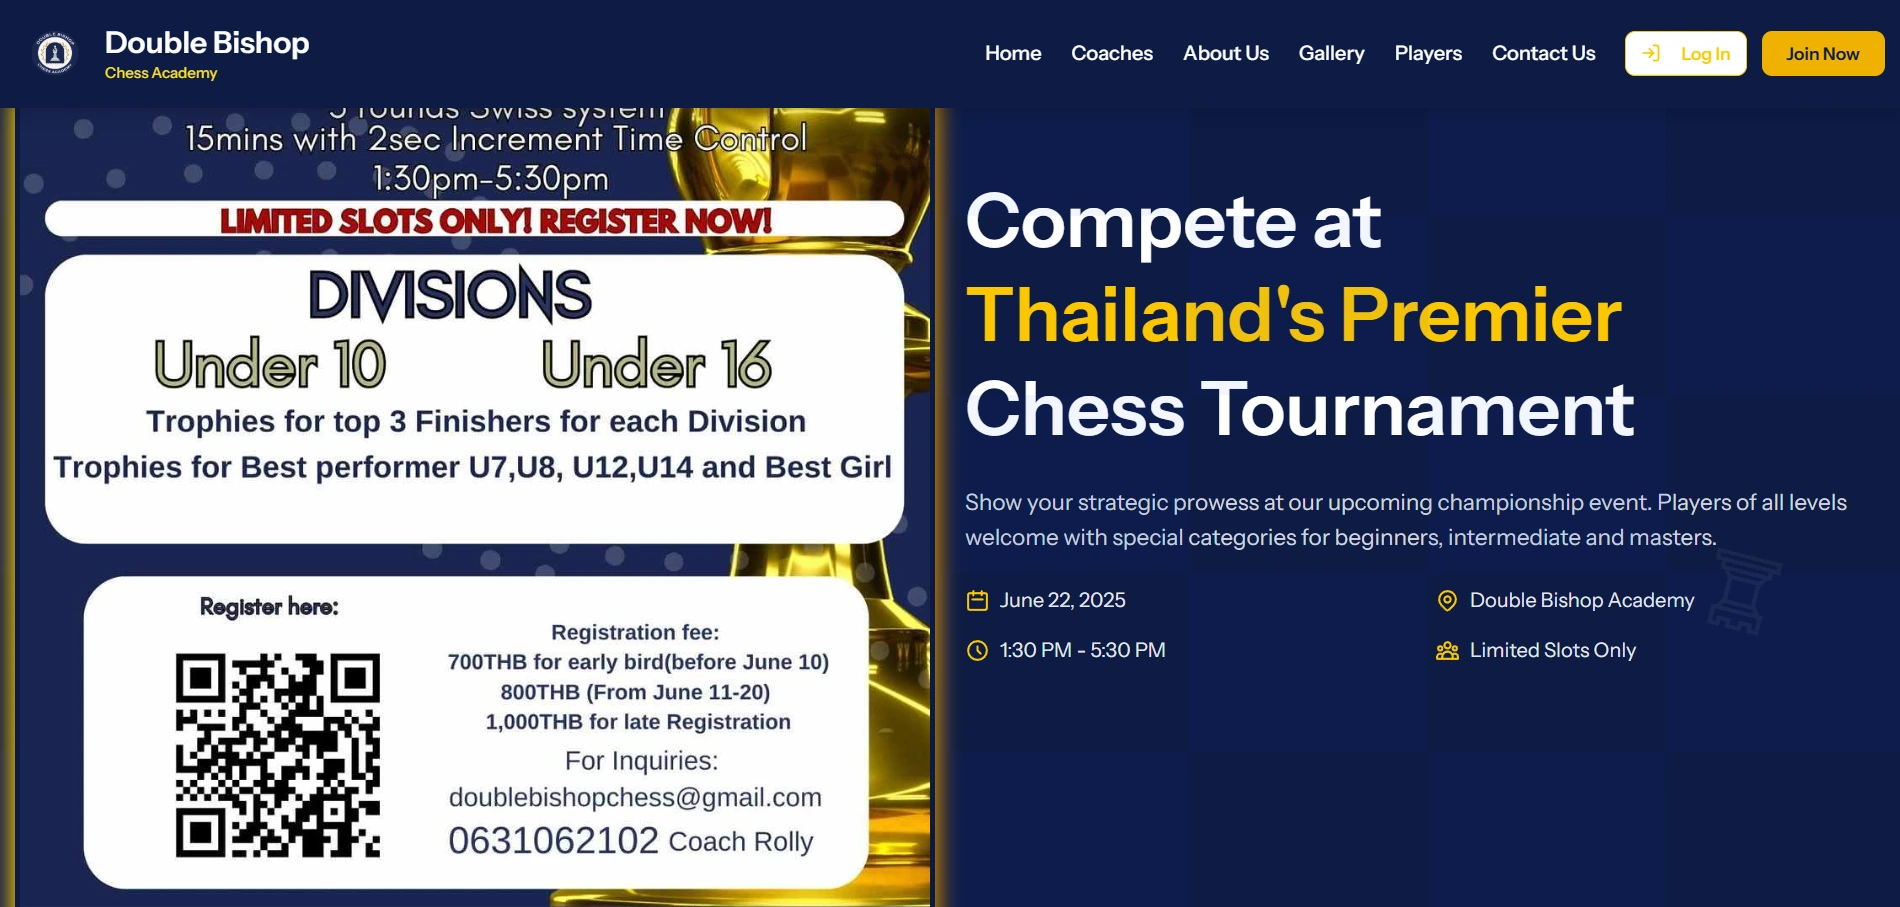 Double Bishop
Chess Academy
Home
Coaches
About Us
Gallery
Players
Contact Us
Log In
Join Now
5 rounds Swiss system
15mins with 2sec Increment Time Control
1:30pm-5:30pm
LIMITED SLOTS ONLY! REGISTER NOW!
DIVISIONS
Under 10
Under 16
Trophies for top 3 Finishers for each Division
Trophies for Best performer U7,U8, U12,U14 and Best Girl
Register here:
Registration fee:
700THB for early bird(before June 10)
800THB (From June 11-20)
1,000THB for late Registration
For Inquiries:
doublebishopchess@gmail.com
0631062102 Coach Rolly
Compete at
Thailand's Premier
Chess Tournament
Show your strategic prowess at our upcoming championship event. Players of all levels
welcome with special categories for beginners, intermediate and masters.
June 22, 2025
Double Bishop Academy
1:30 PM - 5:30 PM
Limited Slots Only